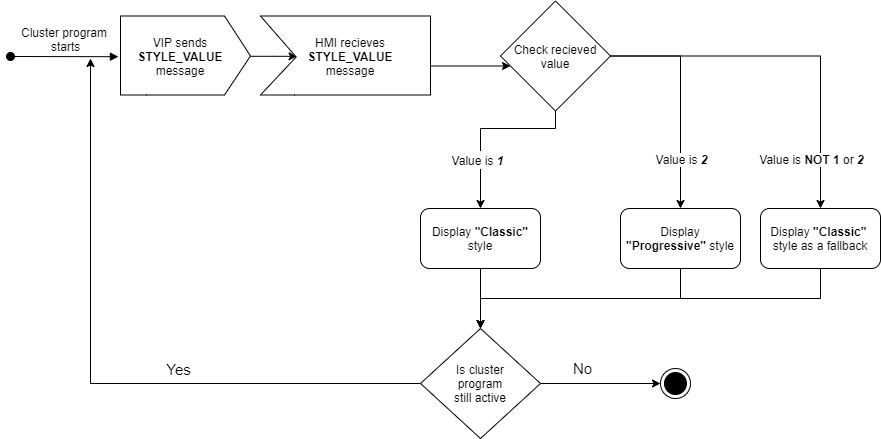 Cluster program
starts
VIP sends
STYLE_VALUE
message
HMI recieves
STYLE_VALUE
message
Check recieved
value
Value is 1
Value is 2
Value is NOT 1 or 2
Display "Classic"
style
Display
"Progressive" style
Display "Classic"
style as a fallback
Is cluster
program
still active
Yes
No